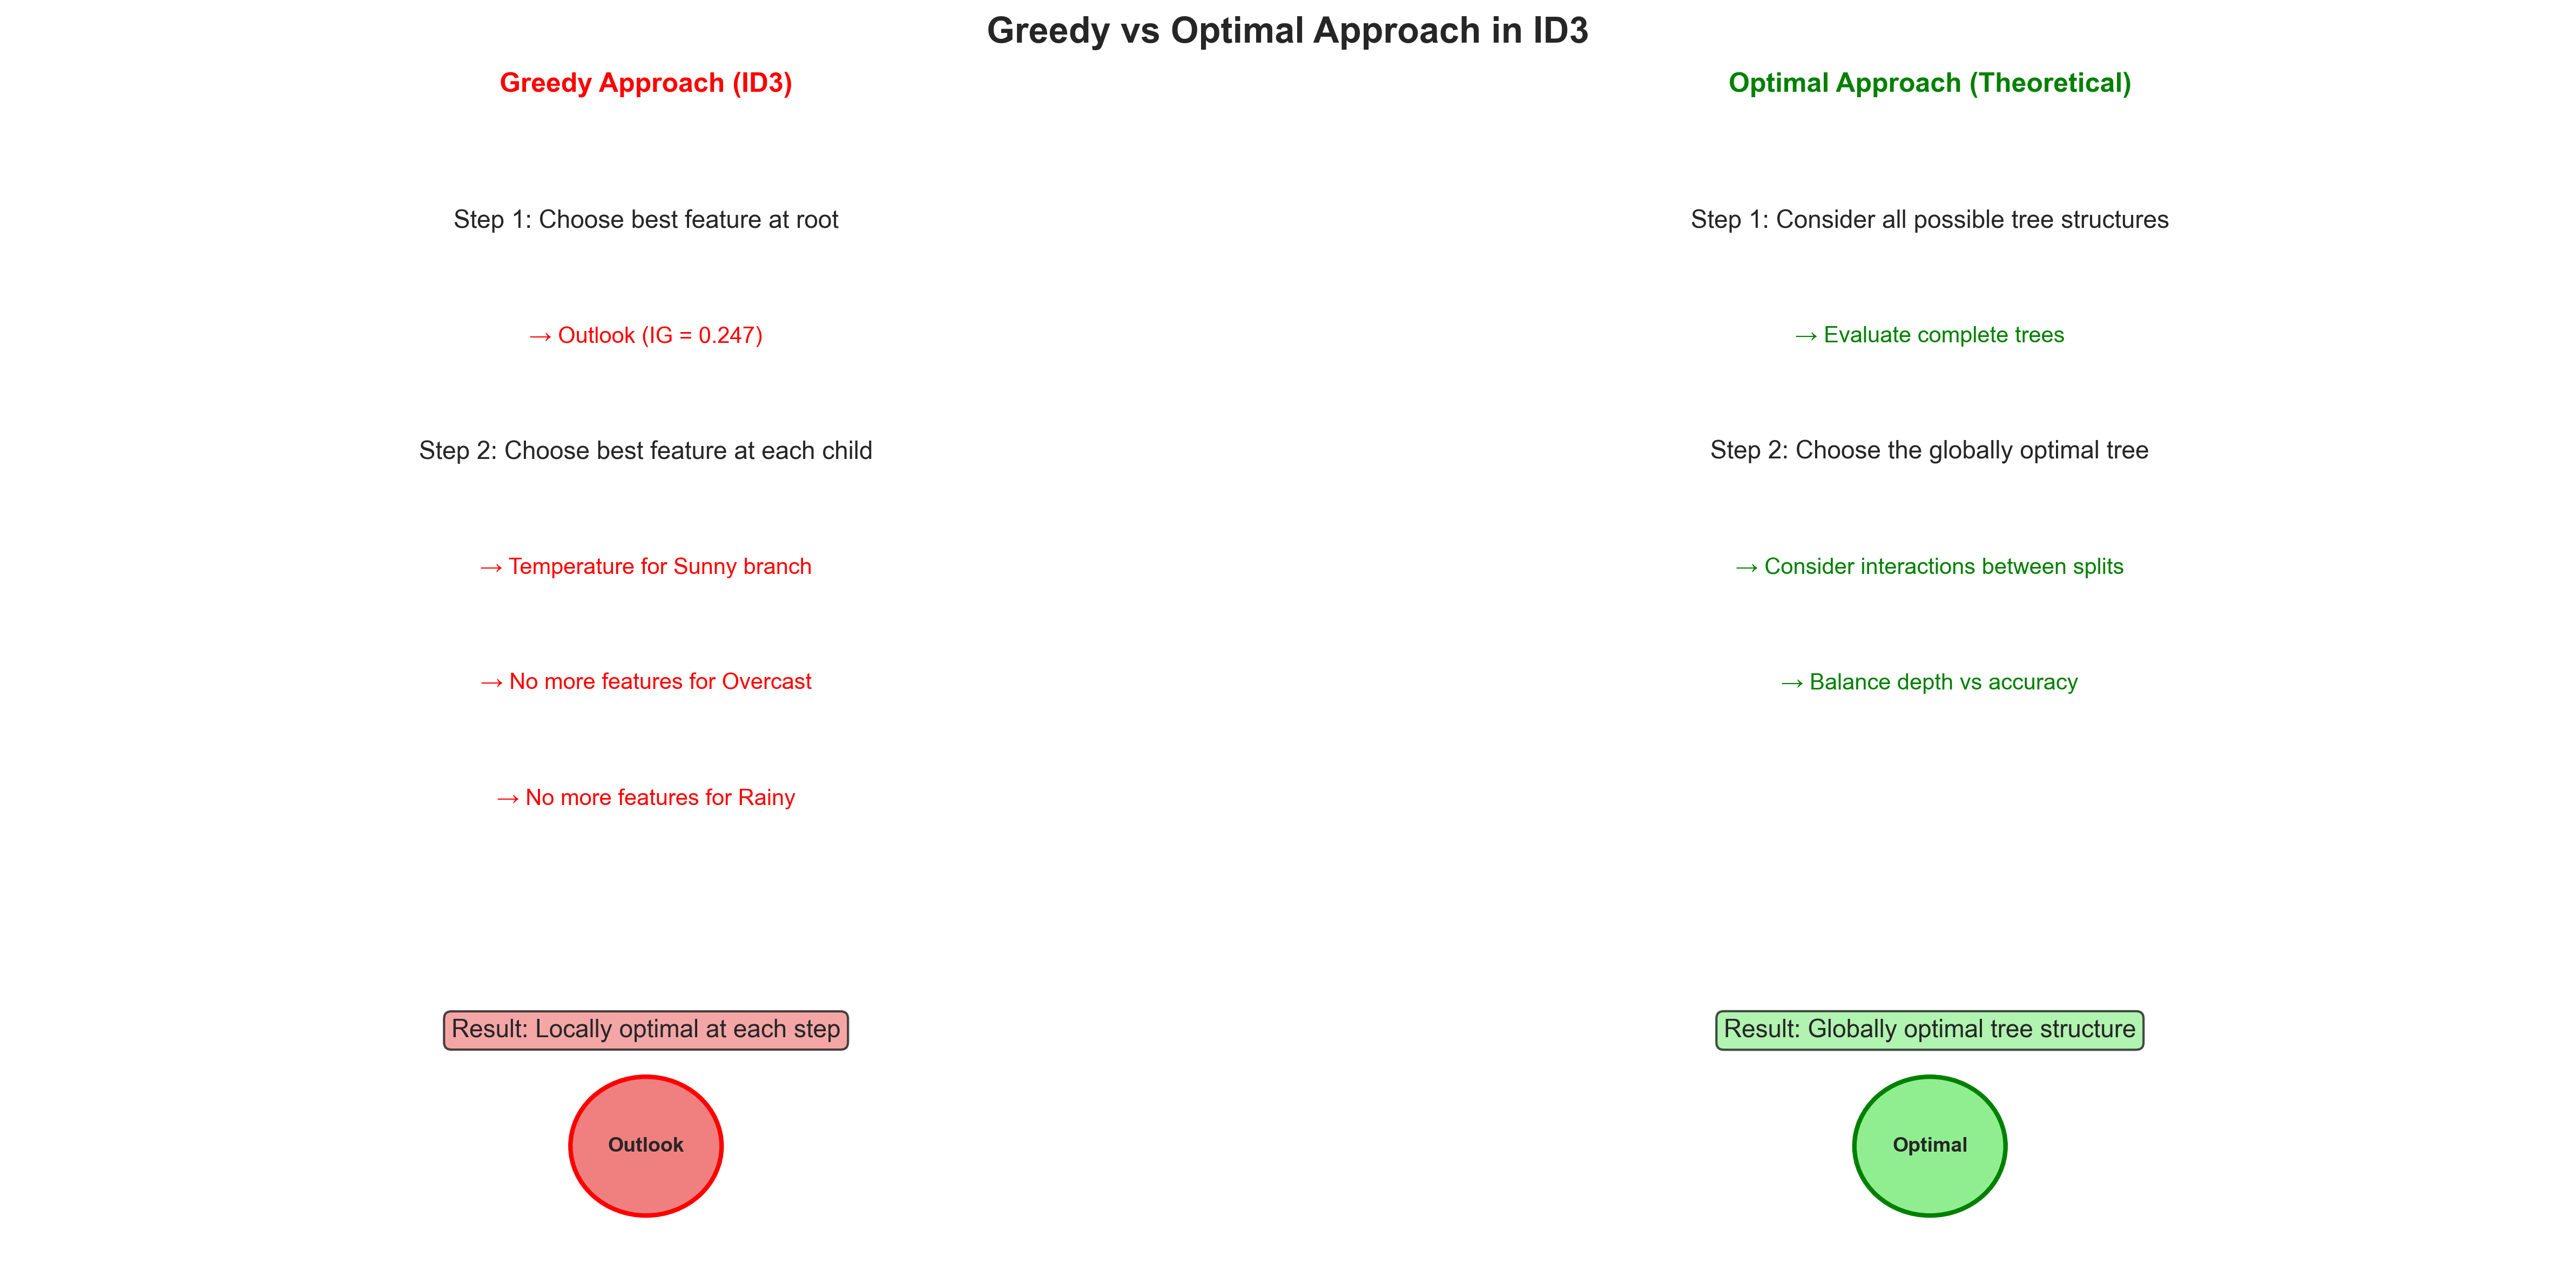 Greedy vs Optimal Approach in ID3
Greedy Approach (ID3)
Step 1: Choose best feature at root
→ Outlook (IG = 0.247)
Step 2: Choose best feature at each child
→ Temperature for Sunny branch
→ No more features for Overcast
→ No more features for Rainy
Result: Locally optimal at each step
Outlook
Optimal Approach (Theoretical)
Step 1: Consider all possible tree structures
→ Evaluate complete trees
Step 2: Choose the globally optimal tree
→ Consider interactions between splits
→ Balance depth vs accuracy
Result: Globally optimal tree structure
Optimal